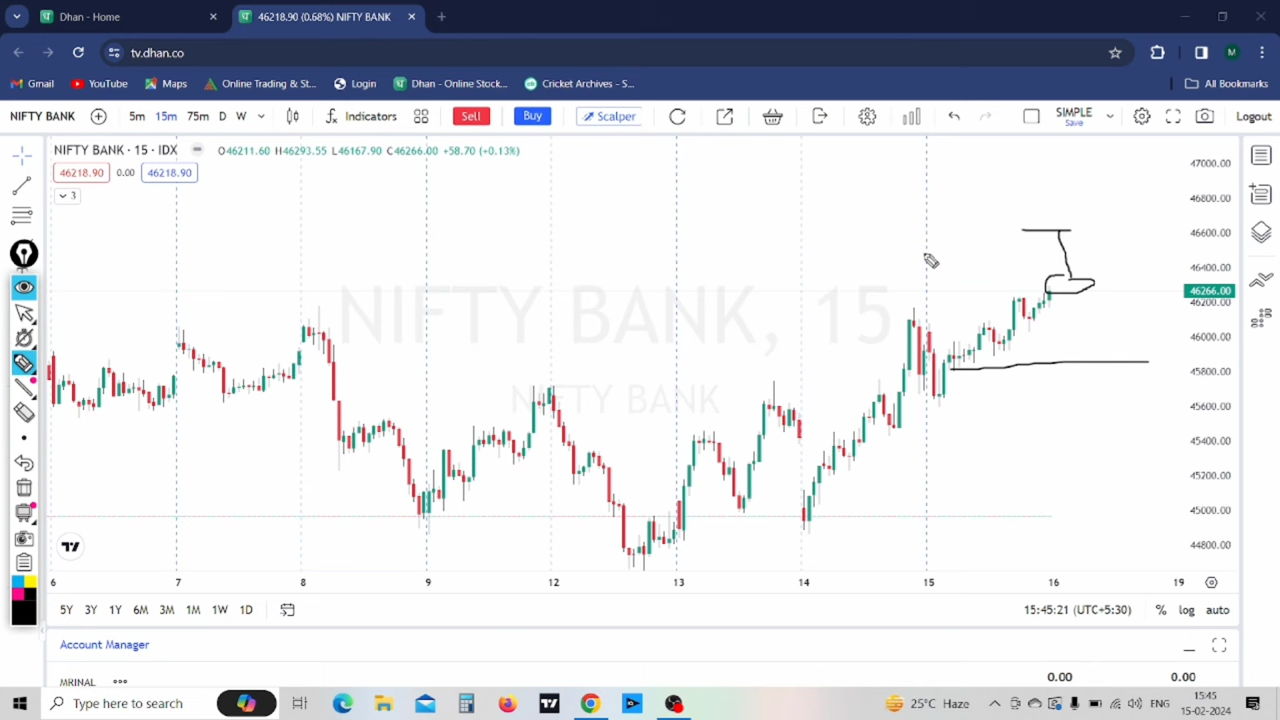 Dhan - Home
46218.90 (0.68%) NIFTY BANK
tv.dhan.co
Gmail YouTube Maps Online Trading & St... Login Dhan - Online Stock... Cricket Archives - S... All Bookmarks
NIFTY BANK 5m 15m 75m D W Indicators Sell Buy Scalper SIMPLE Save Logout
NIFTY BANK · 15 · IDX O46211.60 H46293.55 L46167.90 C46266.00 +58.70 (+0.13%)
46218.90 0.00 46218.90
3
47000.00
46800.00
46600.00
46400.00
46266.00
46200.00
46000.00
45800.00
45600.00
45400.00
45200.00
45000.00
44800.00
NIFTY BANK, 15
NIFTY BANK
6 7 8 9 12 13 14 15 16 19
5Y 3Y 1Y 6M 3M 1M 1W 1D 15:45:21 (UTC+5:30) % log auto
Account Manager
MRINAL 0.00 0.00
Type here to search 25°C Haze ENG 15:45
15-02-2024